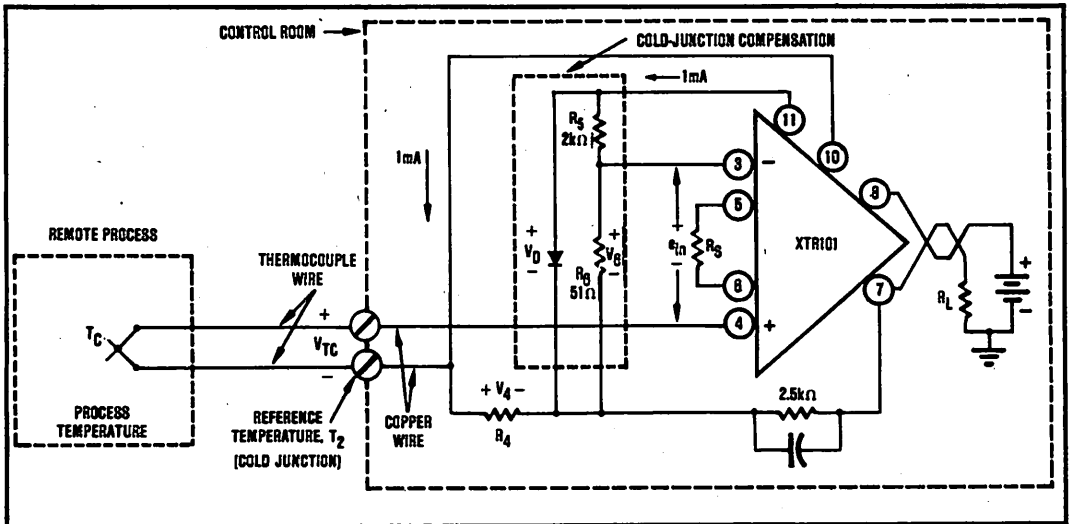 CONTROL ROOM
COLD-JUNCTION COMPENSATION
1mA
R5
2kΩ
11
10
1mA
3
−
8
5
REMOTE PROCESS
THERMOCOUPLE
WIRE
+
VD
−
+
V6
−
R6
51Ω
+
ein
−
RS
XTR101
6
7
RL
+
−
TC
+
VTC
−
4
+
PROCESS
TEMPERATURE
REFERENCE
TEMPERATURE, T2
(COLD JUNCTION)
COPPER
WIRE
+ V4 −
R4
2.5kΩ